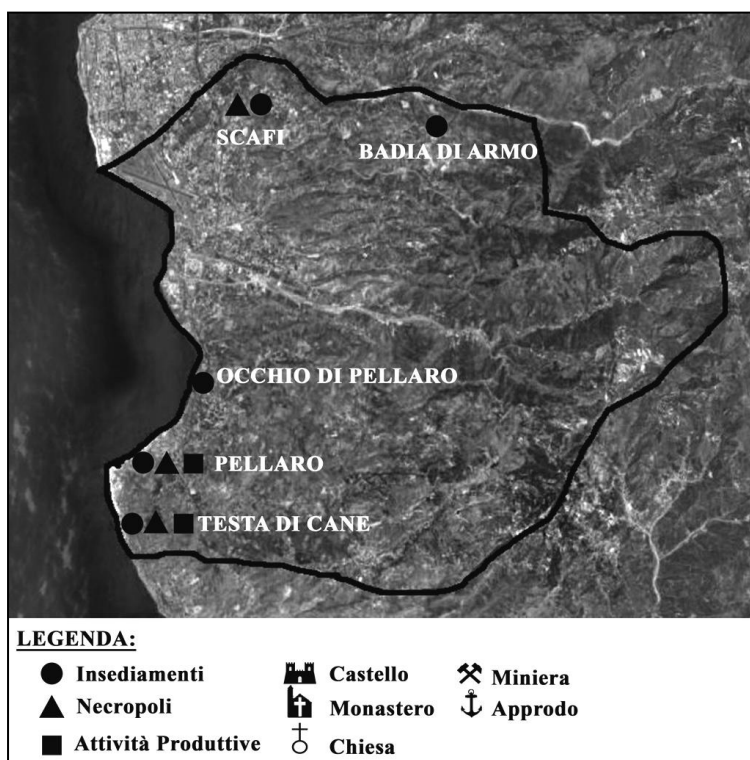 SCAFI
BADIA DI ARMO
OCCHIO DI PELLARO
PELLARO
TESTA DI CANE
LEGENDA:
Insediamenti
Castello
Miniera
Necropoli
Monastero
Approdo
Attività Produttive
Chiesa